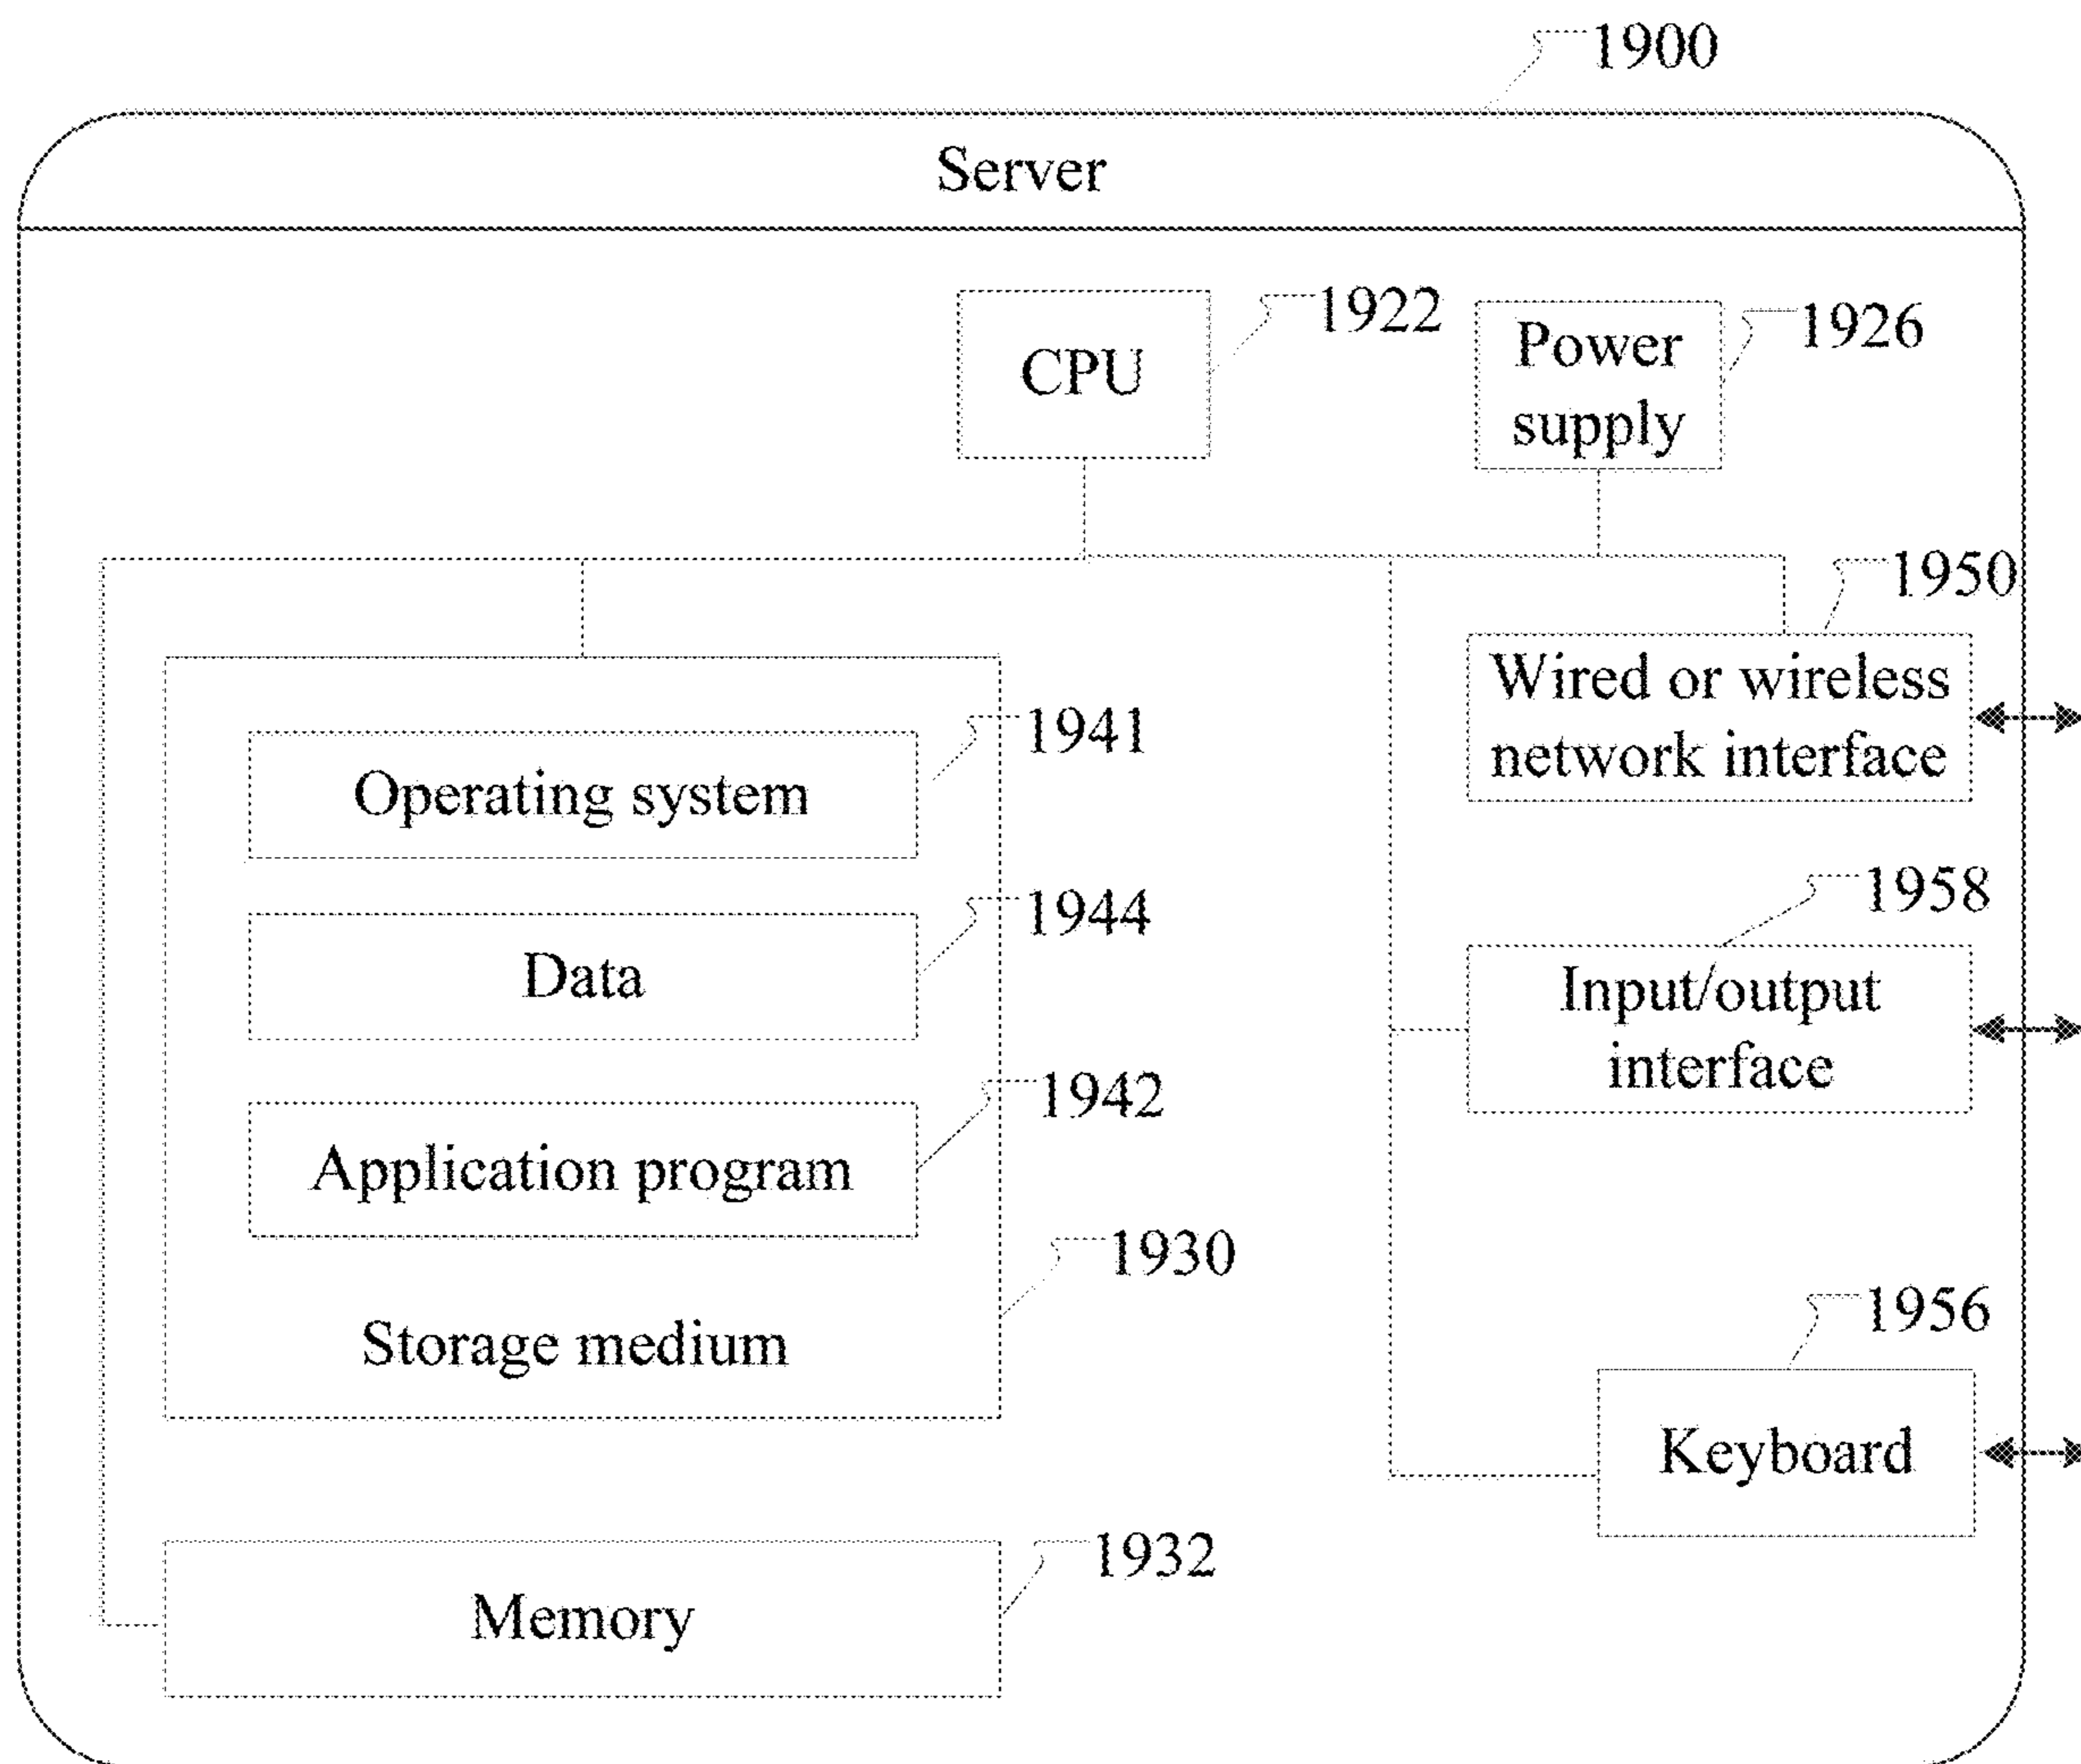 1900
Server
CPU
1922
Power
supply
1926
1950
Wired or wireless
network interface
1941
Operating system
1944
Data
1958
Input/output
interface
1942
Application program
1930
Storage medium
1956
Keyboard
1932
Memory